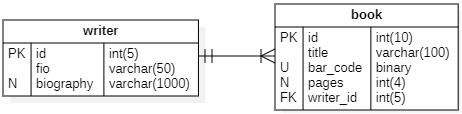 writer
PK id int(5)
fio varchar(50)
N biography varchar(1000)
book
PK id int(10)
title varchar(100)
U bar_code binary
N pages int(4)
FK writer_id int(5)